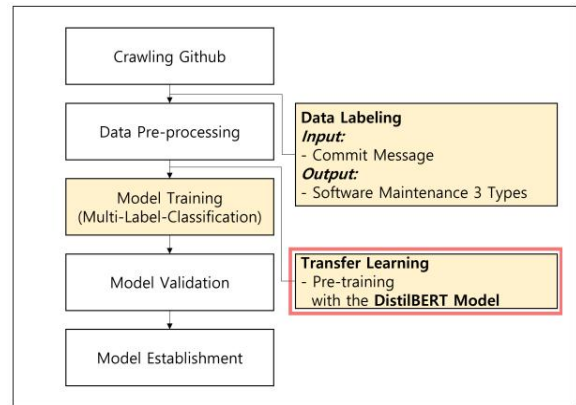 Crawling Github
Data Pre-processing
Data Labeling
Input:
- Commit Message
Output:
- Software Maintenance 3 Types
Model Training
(Multi-Label-Classification)
Transfer Learning
- Pre-training
with the DistilBERT Model
Model Validation
Model Establishment